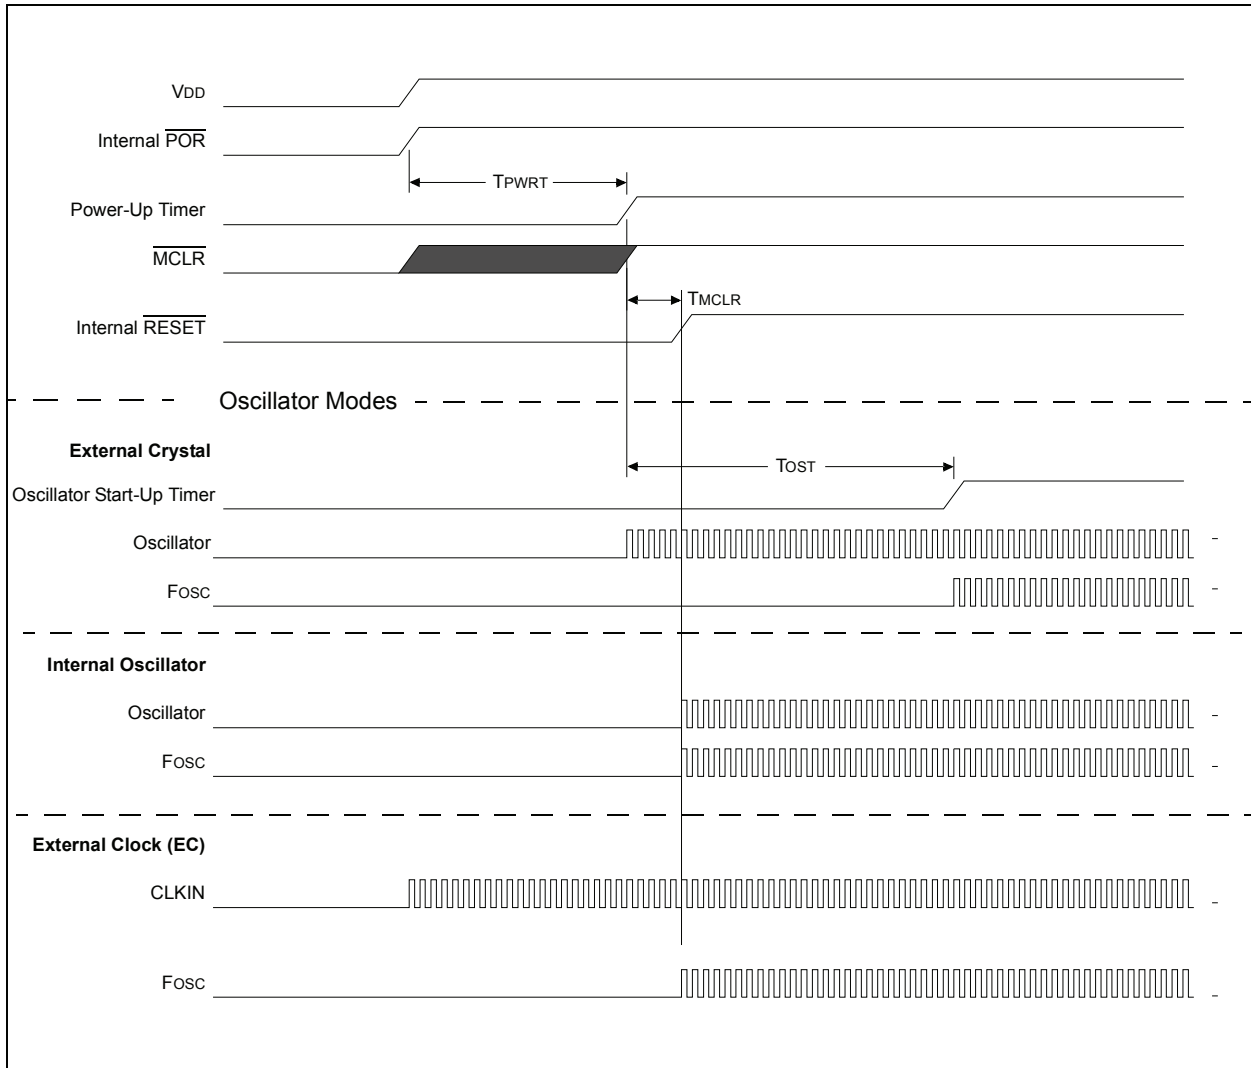 VDD
Internal POR
TPWRT
Power-Up Timer
MCLR
TMCLR
Internal RESET
Oscillator Modes
External Crystal
TOST
Oscillator Start-Up Timer
Oscillator
FOSC
Internal Oscillator
Oscillator
FOSC
External Clock (EC)
CLKIN
FOSC